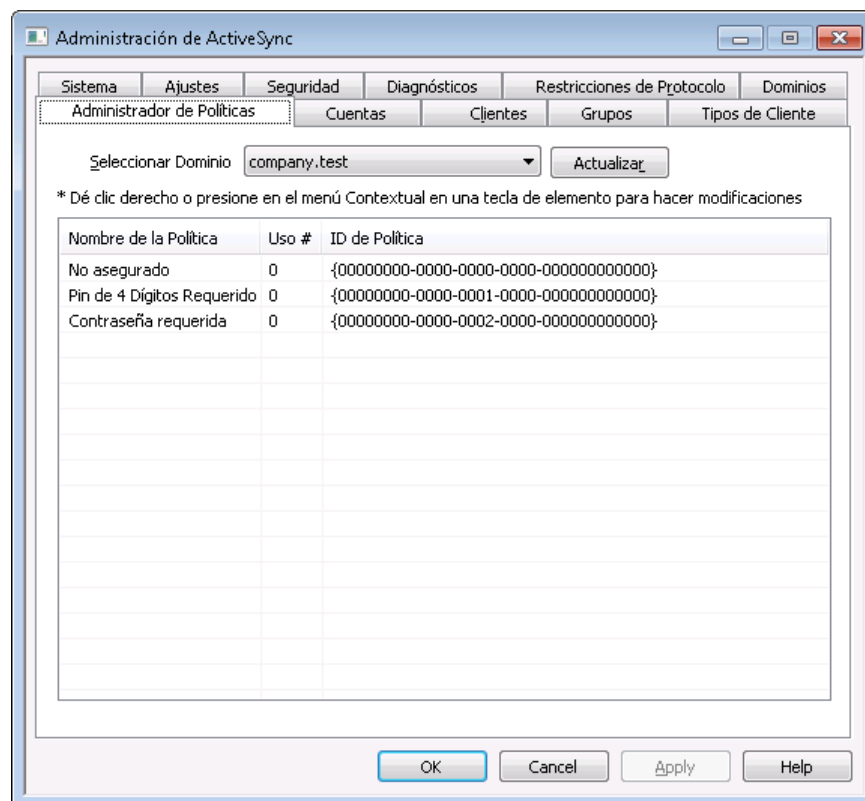 Administración de ActiveSync
Sistema Ajustes Seguridad Diagnósticos Restricciones de Protocolo Dominios
Administrador de Políticas Cuentas Clientes Grupos Tipos de Cliente
Seleccionar Dominio company.test Actualizar
* Dé clic derecho o presione en el menú Contextual en una tecla de elemento para hacer modificaciones
Nombre de la Política Uso # ID de Política
No asegurado 0 {00000000-0000-0000-0000-000000000000}
Pin de 4 Dígitos Requerido 0 {00000000-0000-0001-0000-000000000000}
Contraseña requerida 0 {00000000-0000-0002-0000-000000000000}
OK Cancel Apply Help